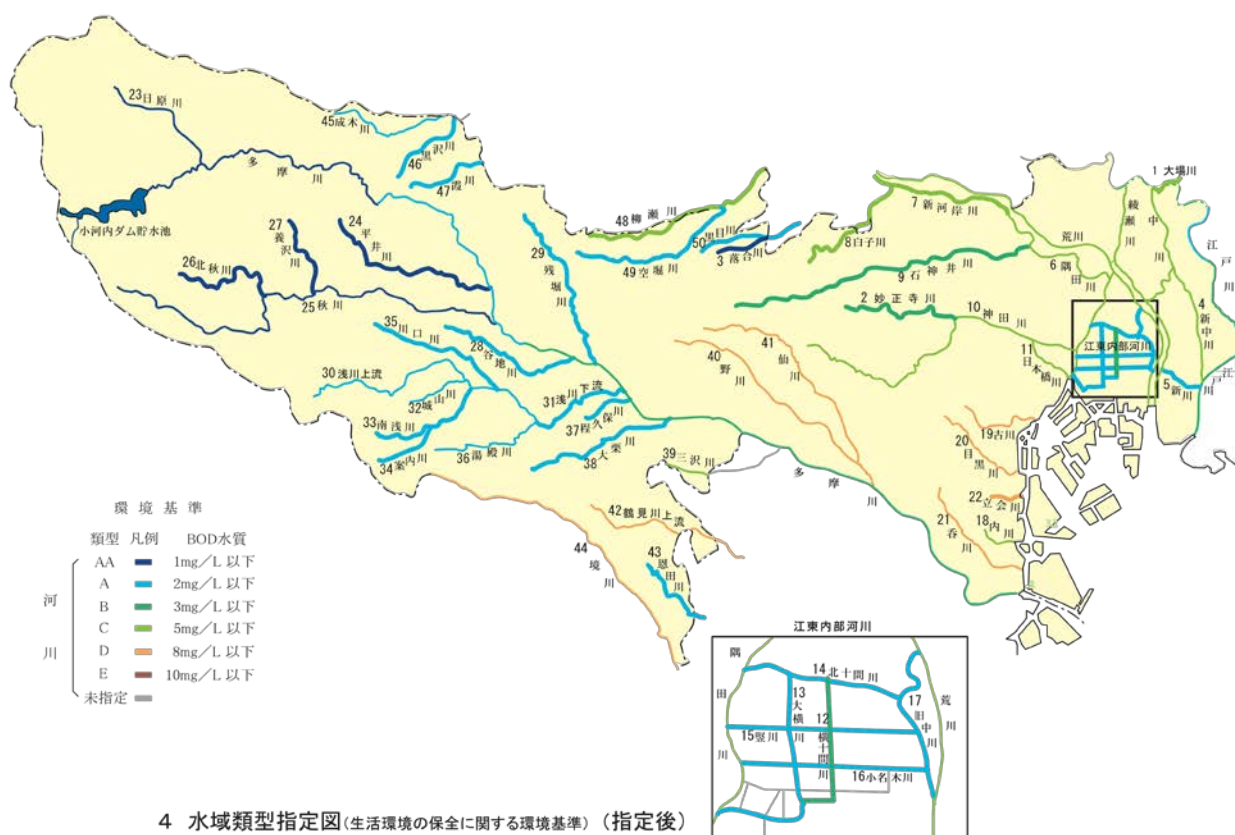 23日原川
45成木川
46黒沢川
47霞川
多摩川
小河内ダム貯水池
27養沢川
24平井川
26北秋川
25秋川
29残堀川
48柳瀬川
50黒目川
3落合川
49空堀川
7新河岸川
8白子川
9石神井川
2妙正寺川
10神田川
荒川
6隅田川
綾瀬川
中川
1大場川
江戸川
4新中川
江東内部河川
11日本橋川
5新川
江戸川
35川口川
28谷地川
30浅川上流
32城山川
31浅川下流
33南浅川
34案内川
36湯殿川
37程久保川
38大栗川
39三沢川
40野川
41仙川
多摩川
19古川
20目黒川
22立会川
18内川
21呑川
42鶴見川上流
43恩田川
44境川
環境基準
類型 凡例 BOD水質
河川
AA 1mg/L 以下
A 2mg/L 以下
B 3mg/L 以下
C 5mg/L 以下
D 8mg/L 以下
E 10mg/L 以下
未指定
江東内部河川
隅田川
14北十間川
13大横川
12横十間川
17旧中川
荒川
15竪川
16小名木川
4 水域類型指定図(生活環境の保全に関する環境基準)(指定後)